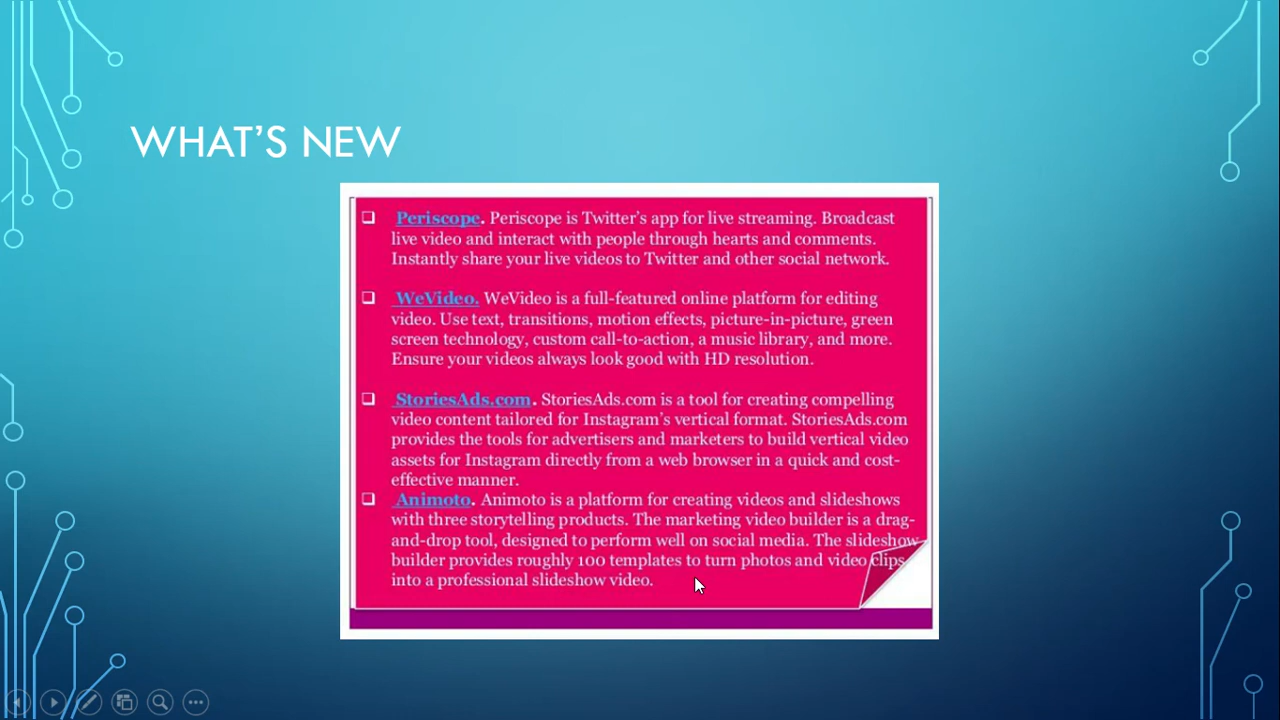 WHAT'S NEW
Periscope. Periscope is Twitter's app for live streaming. Broadcast
live video and interact with people through hearts and comments.
Instantly share your live videos to Twitter and other social network.
WeVideo. WeVideo is a full-featured online platform for editing
video. Use text, transitions, motion effects, picture-in-picture, green
screen technology, custom call-to-action, a music library, and more.
Ensure your videos always look good with HD resolution.
StoriesAds.com. StoriesAds.com is a tool for creating compelling
video content tailored for Instagram's vertical format. StoriesAds.com
provides the tools for advertisers and marketers to build vertical video
assets for Instagram directly from a web browser in a quick and cost-
effective manner.
Animoto. Animoto is a platform for creating videos and slideshows
with three storytelling products. The marketing video builder is a drag-
and-drop tool, designed to perform well on social media. The slideshow
builder provides roughly 100 templates to turn photos and video clips
into a professional slideshow video.